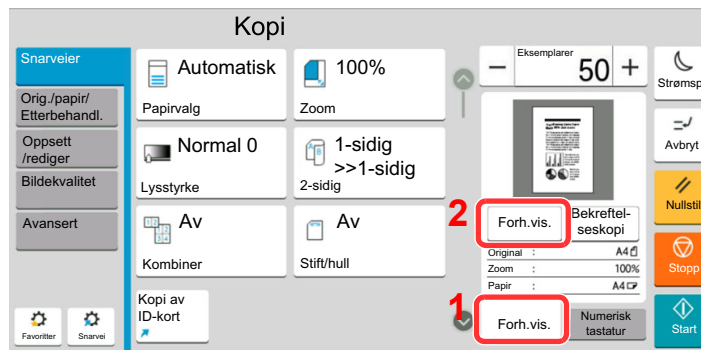 Kopi
Snarveier
Orig./papir/
Etterbehandl.
Oppsett
/rediger
Bildekvalitet
Avansert
Favoritter
Snarvei
Automatisk
Papirvalg
100%
Zoom
Normal 0
Lysstyrke
1-sidig
>>1-sidig
2-sidig
Av
Kombiner
Av
Stift/hull
Kopi av
ID-kort
Eksemplarer
− 50 +
2
Forh.vis.
Bekreftel-
seskopi
Original : A4
Zoom : 100%
Papir : A4
1
Forh.vis.
Numerisk
tastatur
Strømsp
Avbryt
Nullstil
Stopp
Start